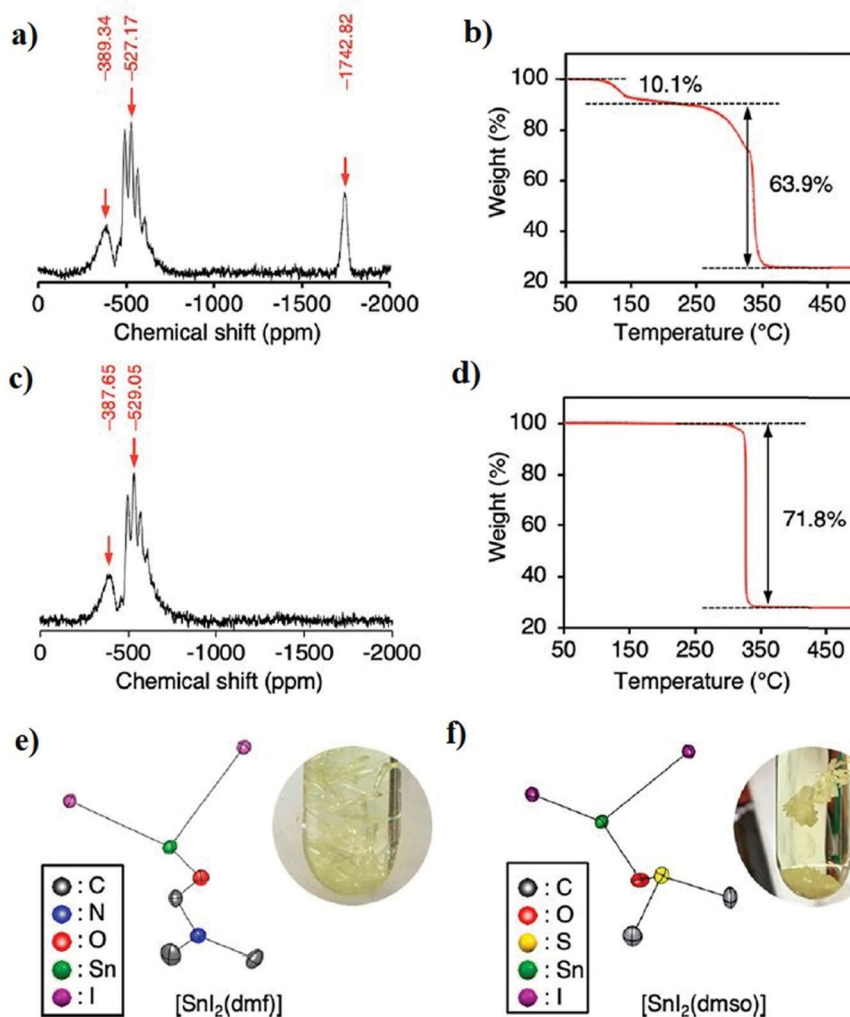 a)
−389.34
−527.17
−1742.82
0 -500 -1000 -1500 -2000
Chemical shift (ppm)
b)
Weight (%)
100
80
60
40
20
10.1%
63.9%
50 150 250 350 450
Temperature (°C)
c)
−387.65
−529.05
0 -500 -1000 -1500 -2000
Chemical shift (ppm)
d)
Weight (%)
100
80
60
40
20
71.8%
50 150 250 350 450
Temperature (°C)
e)
: C
: N
: O
: Sn
: I
[SnI₂(dmf)]
f)
: C
: O
: S
: Sn
: I
[SnI₂(dmso)]